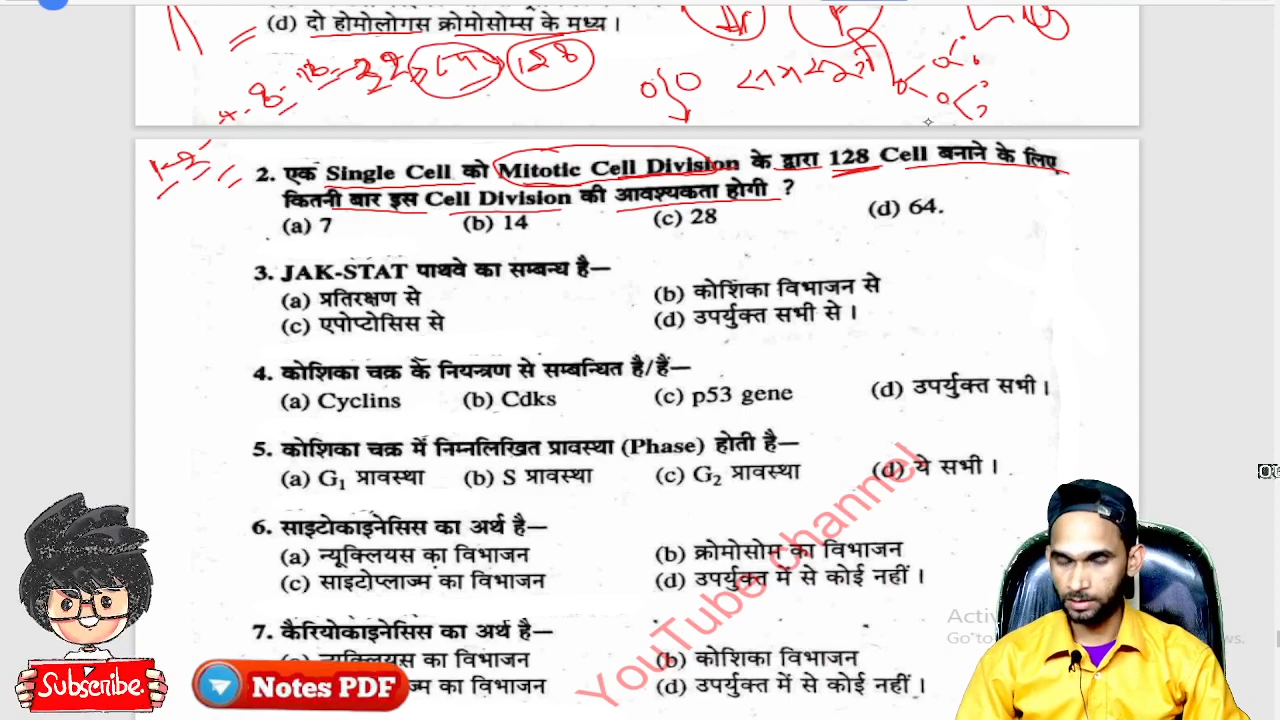 (d) दो होमोलोगस क्रोमोसोम्स के मध्य ।
2. एक Single Cell को Mitotic Cell Division के द्वारा 128 Cell बनाने के लिए
कितनी बार इस Cell Division की आवश्यकता होगी ?
(a) 7 (b) 14 (c) 28 (d) 64.
3. JAK-STAT पाथवे का सम्बन्ध है—
(a) प्रतिरक्षण से (b) कोशिका विभाजन से
(c) एपोप्टोसिस से (d) उपर्युक्त सभी से ।
4. कोशिका चक्र के नियन्त्रण से सम्बन्धित है/हैं—
(a) Cyclins (b) Cdks (c) p53 gene (d) उपर्युक्त सभी ।
5. कोशिका चक्र में निम्नलिखित प्रावस्था (Phase) होती है—
(a) G₁ प्रावस्था (b) S प्रावस्था (c) G₂ प्रावस्था (d) ये सभी ।
6. साइटोकाइनेसिस का अर्थ है—
(a) न्यूक्लियस का विभाजन (b) क्रोमोसोम का विभाजन
(c) साइटोप्लाज्म का विभाजन (d) उपर्युक्त में से कोई नहीं ।
7. कैरियोकाइनेसिस का अर्थ है—
न्यूक्लियस का विभाजन (b) कोशिका विभाजन
का विभाजन (d) उपर्युक्त में से कोई नहीं ।
YouTube channel
Subscribe
Notes PDF